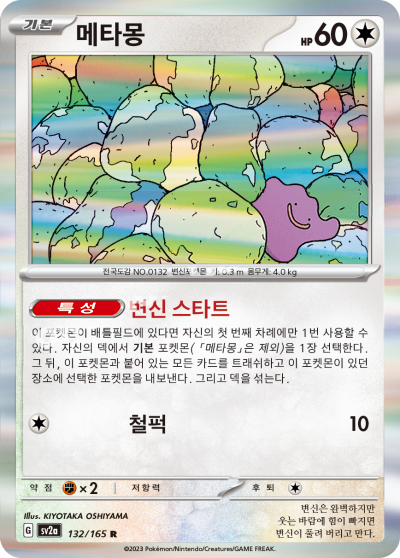 기본 메타몽 HP 60
전국도감 NO.0132 변신포켓몬 키: 0.3 m 몸무게: 4.0 kg
특성 변신 스타트
이 포켓몬이 배틀필드에 있다면 자신의 첫 번째 차례에만 1번 사용할 수
있다. 자신의 덱에서 기본 포켓몬(「메타몽」은 제외)을 1장 선택한다.
그 뒤, 이 포켓몬과 붙어 있는 모든 카드를 트래쉬하고 이 포켓몬이 있던
장소에 선택한 포켓몬을 내보낸다. 그리고 덱을 섞는다.
철퍽 10
약점 ×2 저항력 후퇴
Illus. KIYOTAKA OSHIYAMA
G sv2a 132/165 R
변신은 완벽하지만
웃는 바람에 힘이 빠지면
변신이 풀려 버리고 만다.
©2023 Pokémon/Nintendo/Creatures/GAME FREAK.